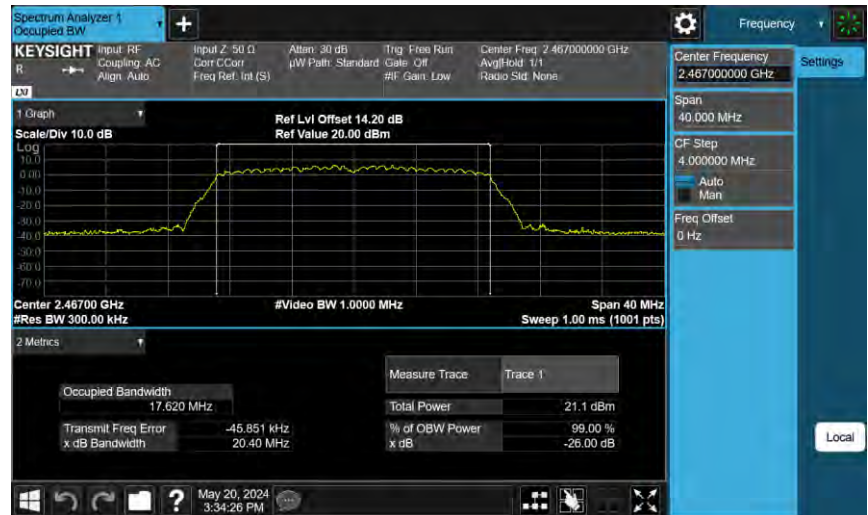 Spectrum Analyzer 1
Occupied BW
Frequency
KEYSIGHT
R
LXI
Input: RF
Coupling: AC
Align: Auto
Input Z: 50 Ω
Corr CCorr
Freq Ref: Int (S)
Atten: 30 dB
µW Path: Standard
Trig: Free Run
Gate: Off
#IF Gain: Low
Center Freq: 2.467000000 GHz
Avg|Hold: 1/1
Radio Std: None
Center Frequency
2.467000000 GHz
Settings
Span
40.000 MHz
CF Step
4.000000 MHz
Auto
Man
Freq Offset
0 Hz
Local
1 Graph
Scale/Div 10.0 dB
Ref Lvl Offset 14.20 dB
Ref Value 20.00 dBm
Log
10.0
0.00
-10.0
-20.0
-30.0
-40.0
-50.0
-60.0
-70.0
Center 2.46700 GHz
#Video BW 1.0000 MHz
Span 40 MHz
#Res BW 300.00 kHz
Sweep 1.00 ms (1001 pts)
2 Metrics
Measure Trace
Trace 1
Occupied Bandwidth
17.620 MHz
Total Power
21.1 dBm
Transmit Freq Error
-45.851 kHz
% of OBW Power
99.00 %
x dB Bandwidth
20.40 MHz
x dB
-26.00 dB
?
May 20, 2024
3:34:26 PM